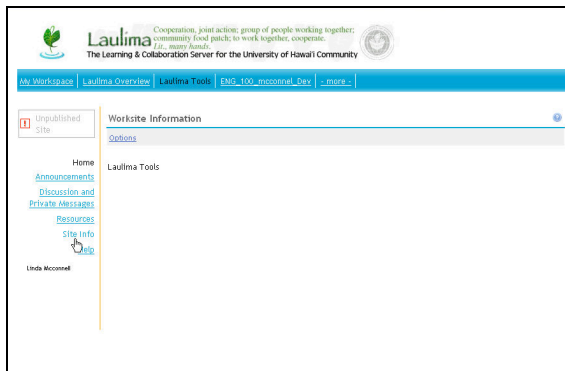 Laulima
Cooperation, joint action; group of people working together;
community food patch; to work together, cooperate.
Lit., many hands.
The Learning & Collaboration Server for the University of Hawai'i Community
My Workspace Laulima Overview Laulima Tools ENG_100_mcconnel_Dev - more -
Unpublished
Site
Worksite Information
Options
Laulima Tools
Home
Announcements
Discussion and
Private Messages
Resources
Site Info
Help
Linda Mcconnell